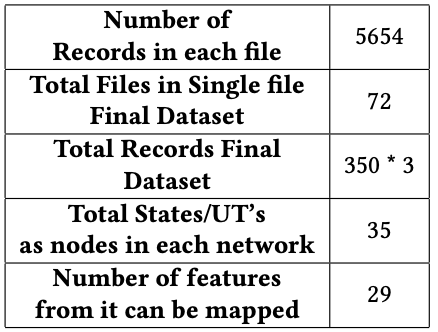 Number of
Records in each file
5654
Total Files in Single file
Final Dataset
72
Total Records Final
Dataset
350 * 3
Total States/UT's
as nodes in each network
35
Number of features
from it can be mapped
29